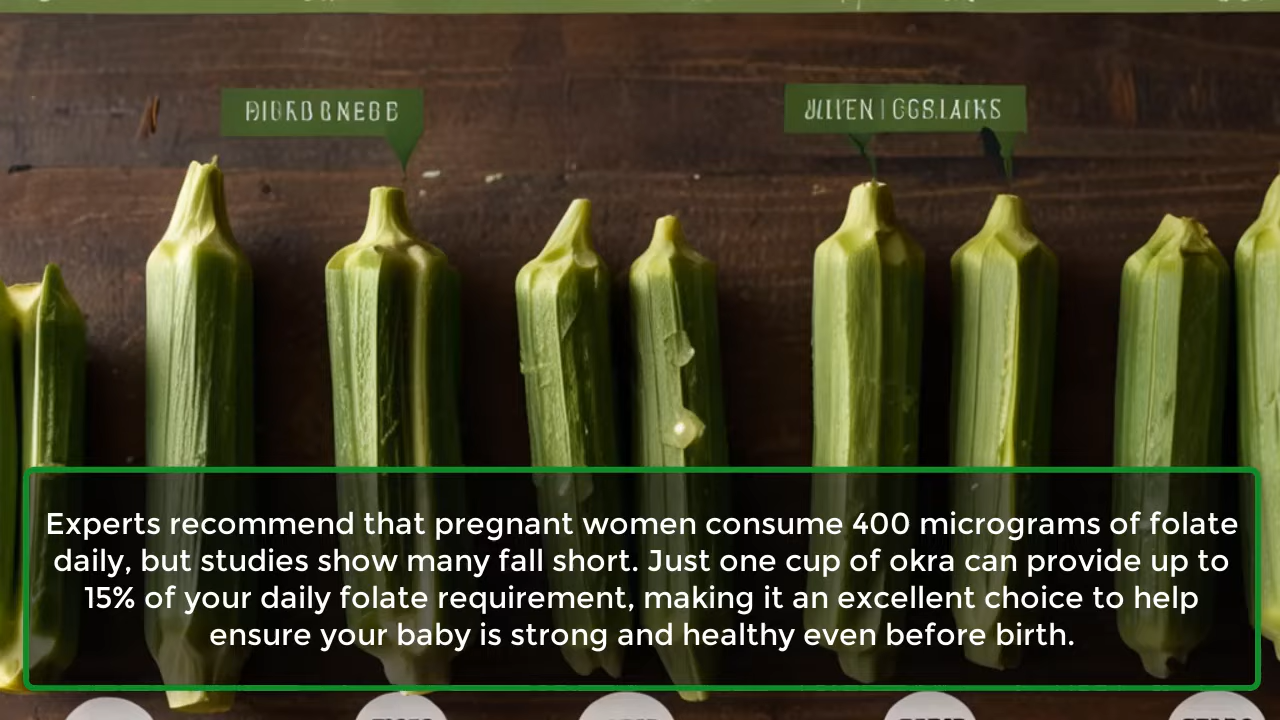 Experts recommend that pregnant women consume 400 micrograms of folate
daily, but studies show many fall short. Just one cup of okra can provide up to
15% of your daily folate requirement, making it an excellent choice to help
ensure your baby is strong and healthy even before birth.